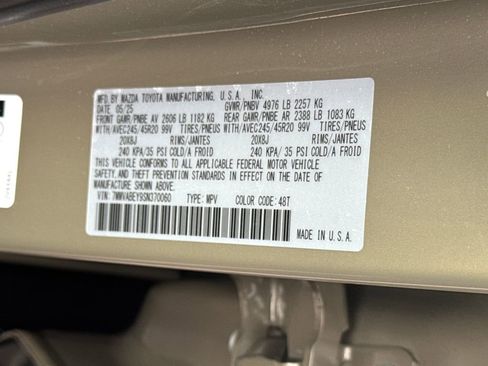 MFD. BY MAZDA TOYOTA MANUFACTURING, U.S.A., INC.
DATE: 05/25 GVWR/PNBV 4976 LB 2257 KG
FRONT GAWR/PNBE AV 2606 LB 1182 KG REAR GAWR/PNBE AR 2388 LB 1083 KG
WITH/AVEC245/45R20 99V TIRES/PNEUS WITH/AVEC245/45R20 99V TIRES/PNEUS
20X8J RIMS/JANTES 20X8J RIMS/JANTES
240 KPA/35 PSI COLD/A FROID 240 KPA/35 PSI COLD/A FROID
THIS VEHICLE CONFORMS TO ALL APPLICABLE FEDERAL MOTOR VEHICLE
SAFETY, AND THEFT PREVENTION STANDARDS IN EFFECT ON THE DATE OF
MANUFACTURE SHOWN ABOVE.
VIN: 7MMVABEY9SN370060 TYPE: MPV COLOR CODE: 48T
MADE IN U.S.A.